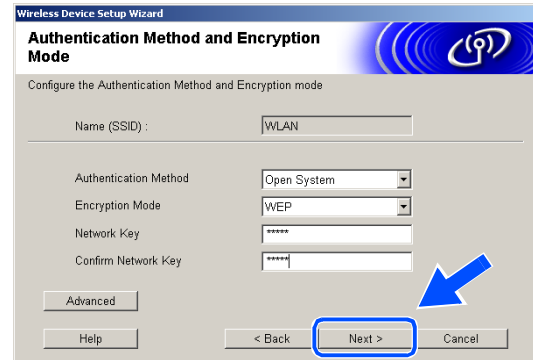 Wireless Device Setup Wizard
Authentication Method and Encryption
Mode
Configure the Authentication Method and Encryption mode
Name (SSID) : WLAN
Authentication Method Open System
Encryption Mode WEP
Network Key *****
Confirm Network Key *****
Advanced
Help < Back Next > Cancel